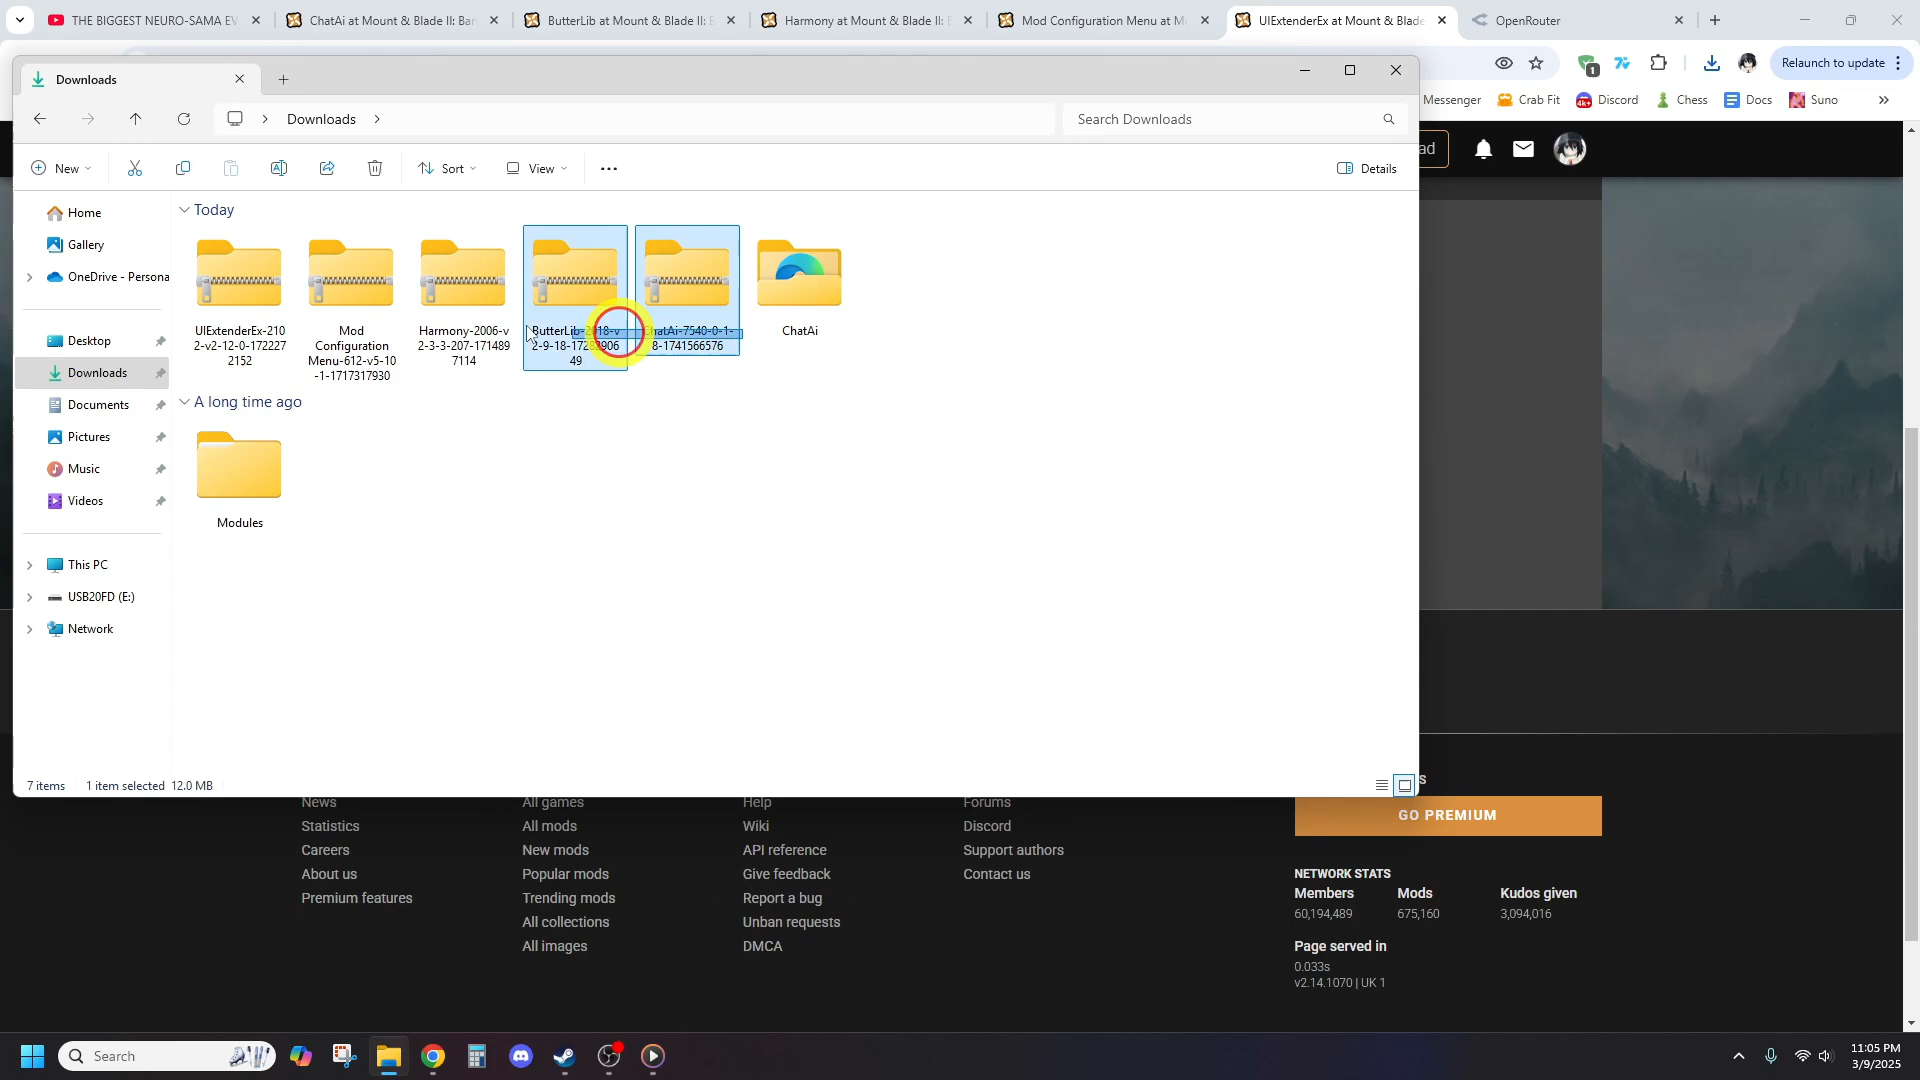 THE BIGGEST NEURO-SAMA EV
ChatAi at Mount & Blade II: Ban
ButterLib at Mount & Blade II: B
Harmony at Mount & Blade II: B
Mod Configuration Menu at M
UIExtenderEx at Mount & Blade
OpenRouter
Relaunch to update
Messenger
Crab Fit
Discord
Chess
Docs
Suno
Downloads
Downloads
Search Downloads
New
Sort
View
Details
Home
Gallery
OneDrive - Persona
Desktop
Downloads
Documents
Pictures
Music
Videos
This PC
USB20FD (E:)
Network
Today
UIExtenderEx-210
2-v2-12-0-172227
2152
Mod
Configuration
Menu-612-v5-10
-1-1717317930
Harmony-2006-v
2-3-3-207-171489
7114
ButterLib-2018-v
49
8-1741566576
ChatAi
A long time ago
Modules
7 items
1 item selected 12.0 MB
ad
1
News
Statistics
Careers
About us
Premium features
All games
All mods
New mods
Popular mods
Trending mods
All collections
All images
Help
Wiki
API reference
Give feedback
Report a bug
Unban requests
DMCA
Forums
Discord
Support authors
Contact us
S
GO PREMIUM
NETWORK STATS
Members
60,194,489
Mods
675,160
Kudos given
3,094,016
Page served in
0.033s
v2.14.1070 | UK 1
Search
11:05 PM
3/9/2025